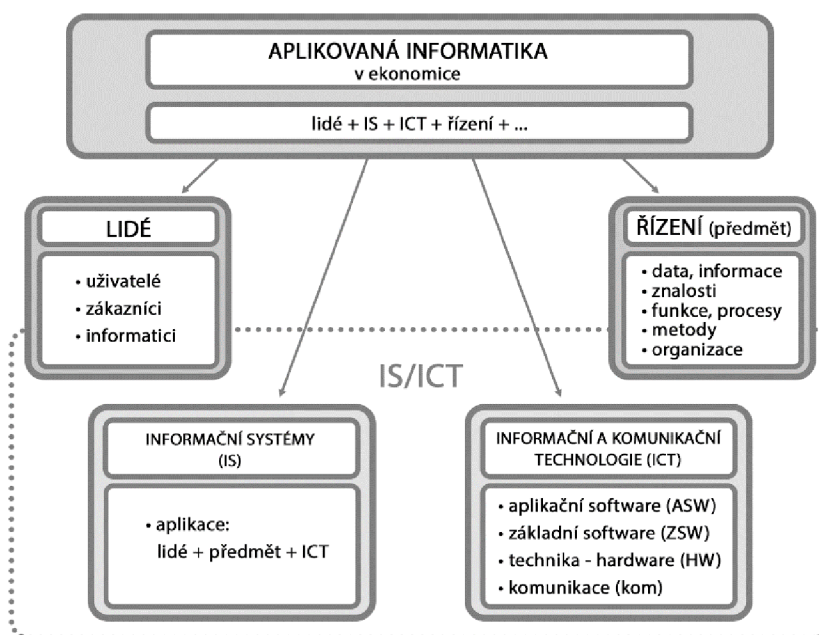 APLIKOVANÁ INFORMATIKA
v ekonomice
lidé + IS + ICT + řízení + ...
LIDÉ
• uživatelé
• zákazníci
• informatici
ŘÍZENÍ (předmět)
• data, informace
• znalosti
• funkce, procesy
• metody
• organizace
IS/ICT
INFORMAČNÍ SYSTÉMY
(IS)
• aplikace:
lidé + předmět + ICT
INFORMAČNÍ A KOMUNIKAČNÍ
TECHNOLOGIE (ICT)
• aplikační software (ASW)
• základní software (ZSW)
• technika - hardware (HW)
• komunikace (kom)